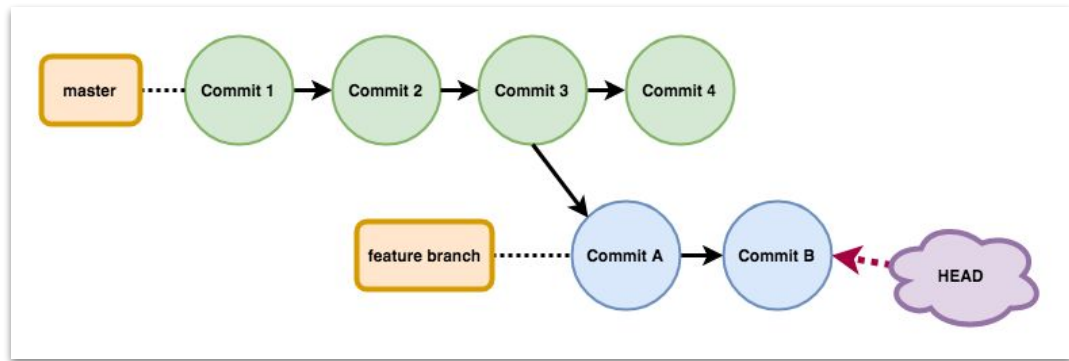 master
Commit 1
Commit 2
Commit 3
Commit 4
feature branch
Commit A
Commit B
HEAD